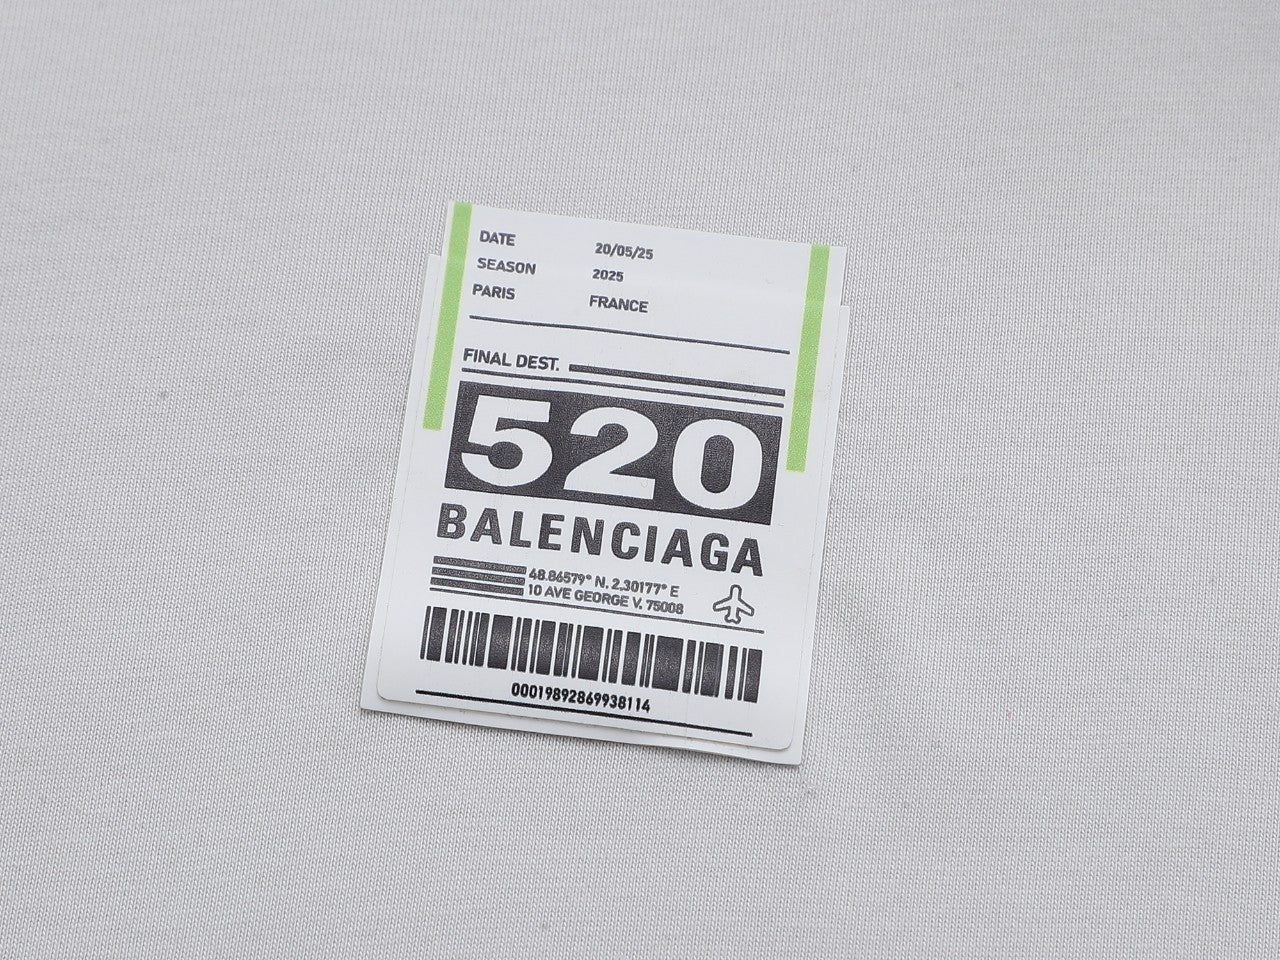 DATE 20/05/25
SEASON 2025
PARIS FRANCE
FINAL DEST.
520
BALENCIAGA
48.86579° N, 2.30177° E
10 AVE GEORGE V, 75008
00019892869938114